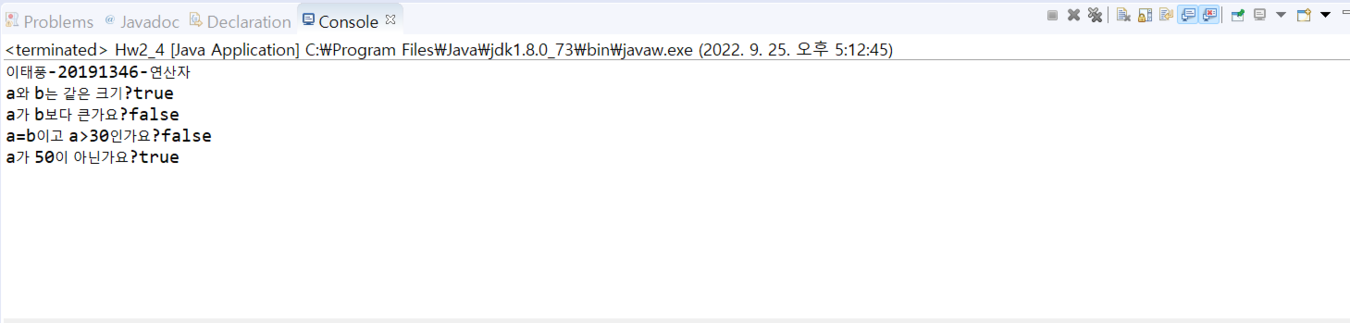 Problems Javadoc Declaration Console
<terminated> Hw2_4 [Java Application] C:₩Program Files₩Java₩jdk1.8.0_73₩bin₩javaw.exe (2022. 9. 25. 오후 5:12:45)
이태풍-20191346-연산자
a와 b는 같은 크기?true
a가 b보다 큰가요?false
a=b이고 a>30인가요?false
a가 50이 아닌가요?true